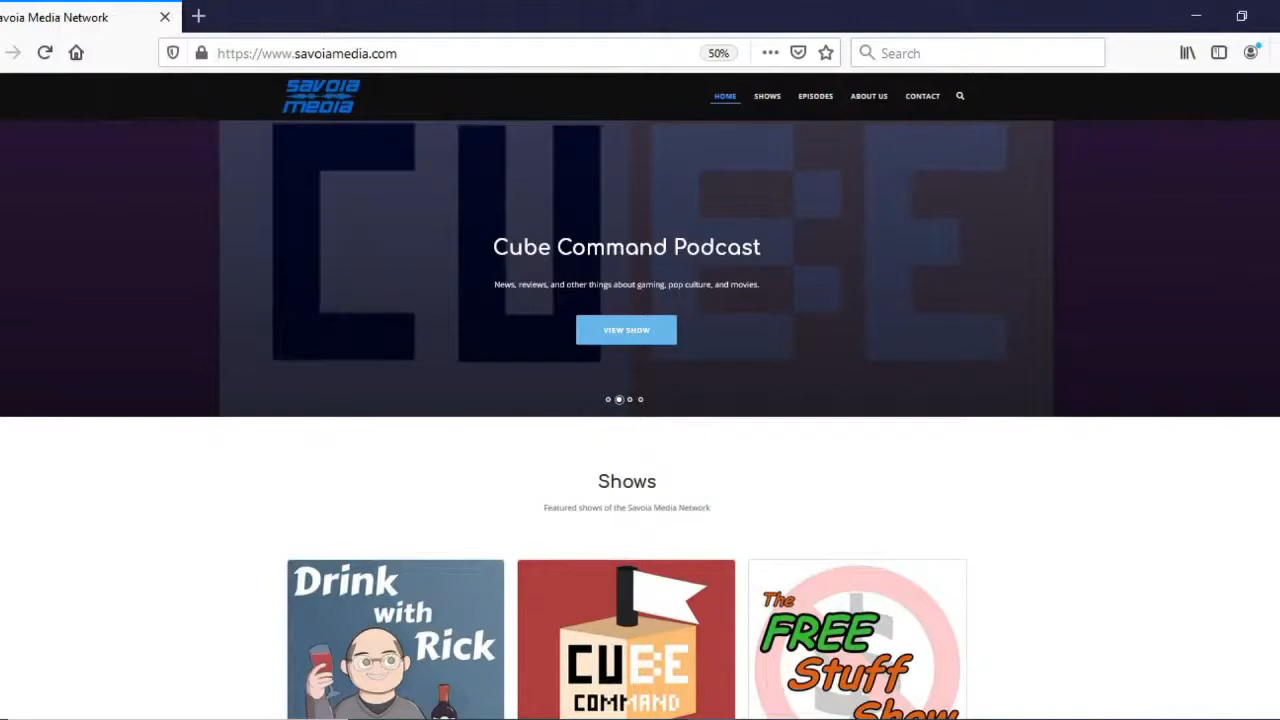 avoia Media Network
https://www.savoiamedia.com
50%
Search
savoia
media
HOME
SHOWS
EPISODES
ABOUT US
CONTACT
CUBE
Cube Command Podcast
News, reviews, and other things about gaming, pop culture, and movies.
VIEW SHOW
Shows
Featured shows of the Savoia Media Network
Drink
with
Rick
CUBE
COMMAND
The
FREE
Stuff
Show